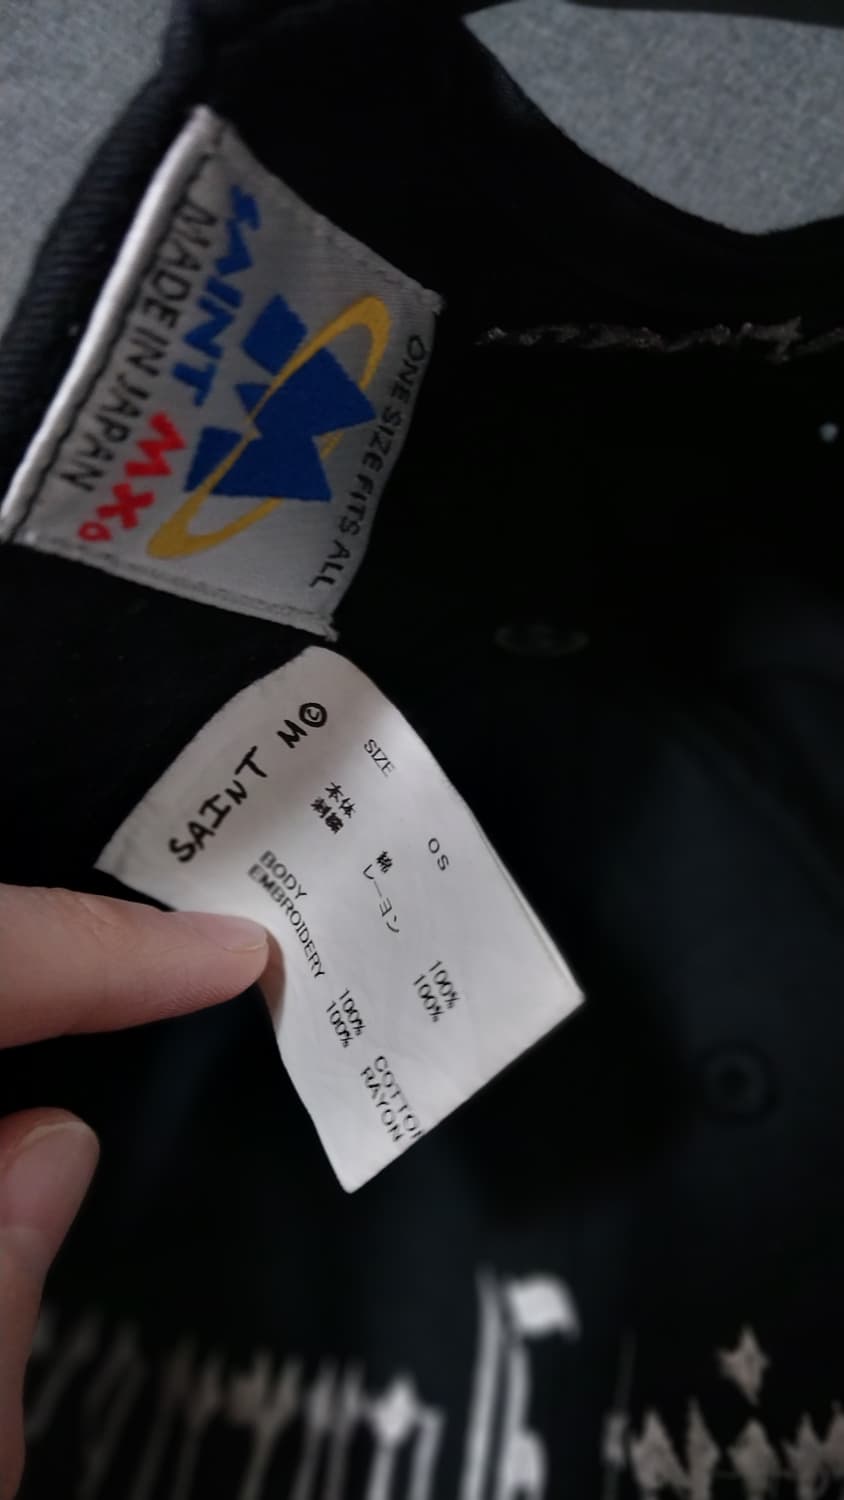 ONE SIZE FITS ALL
SAINT MX6
MADE IN JAPAN
SAINT M©
SIZE OS
本体 綿 100%
刺繍 レーヨン 100%
BODY 100% COTTON
EMBROIDERY 100% RAYON